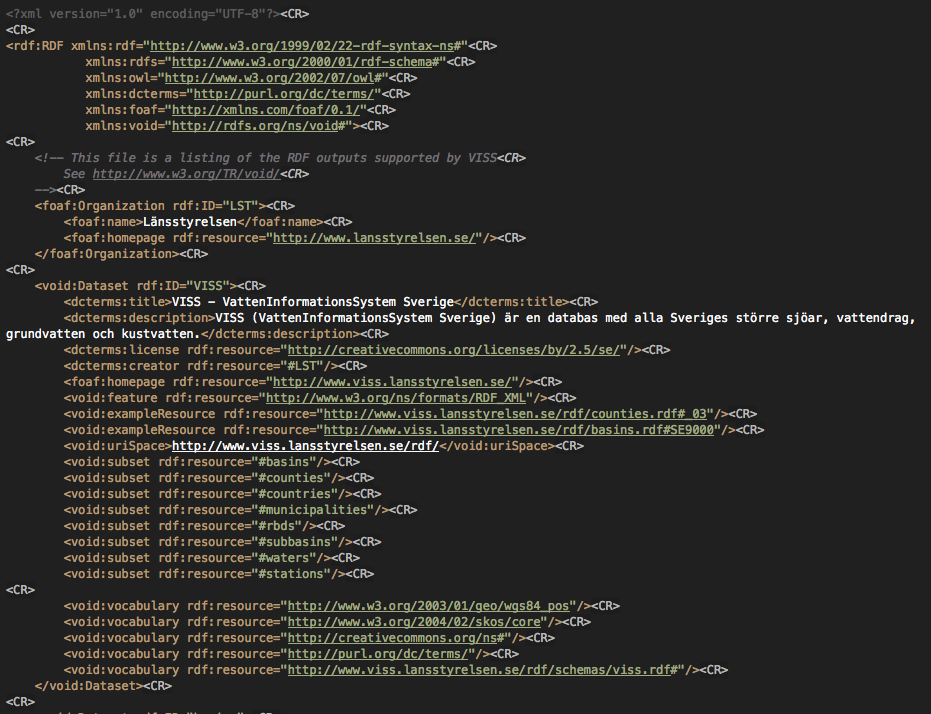 <?xml version="1.0" encoding="UTF-8"?><CR>
<CR>
<rdf:RDF xmlns:rdf="http://www.w3.org/1999/02/22-rdf-syntax-ns#"<CR>
xmlns:rdfs="http://www.w3.org/2000/01/rdf-schema#"<CR>
xmlns:owl="http://www.w3.org/2002/07/owl#"<CR>
xmlns:dcterms="http://purl.org/dc/terms/"<CR>
xmlns:foaf="http://xmlns.com/foaf/0.1/"<CR>
xmlns:void="http://rdfs.org/ns/void#"><CR>
<CR>
<!-- This file is a listing of the RDF outputs supported by VISS<CR>
See http://www.w3.org/TR/void/<CR>
--><CR>
<foaf:Organization rdf:ID="LST"><CR>
<foaf:name>Länsstyrelsen</foaf:name><CR>
<foaf:homepage rdf:resource="http://www.lansstyrelsen.se/"/><CR>
</foaf:Organization><CR>
<CR>
<void:Dataset rdf:ID="VISS"><CR>
<dcterms:title>VISS - VattenInformationsSystem Sverige</dcterms:title><CR>
<dcterms:description>VISS (VattenInformationsSystem Sverige) är en databas med alla Sveriges större sjöar, vattendrag,
grundvatten och kustvatten.</dcterms:description><CR>
<dcterms:license rdf:resource="http://creativecommons.org/licenses/by/2.5/se/"/><CR>
<dcterms:creator rdf:resource="#LST"/><CR>
<foaf:homepage rdf:resource="http://www.viss.lansstyrelsen.se/"/><CR>
<void:feature rdf:resource="http://www.w3.org/ns/formats/RDF_XML"/><CR>
<void:exampleResource rdf:resource="http://www.viss.lansstyrelsen.se/rdf/counties.rdf#_03"/><CR>
<void:exampleResource rdf:resource="http://www.viss.lansstyrelsen.se/rdf/basins.rdf#SE9000"/><CR>
<void:uriSpace>http://www.viss.lansstyrelsen.se/rdf/</void:uriSpace><CR>
<void:subset rdf:resource="#basins"/><CR>
<void:subset rdf:resource="#counties"/><CR>
<void:subset rdf:resource="#countries"/><CR>
<void:subset rdf:resource="#municipalities"/><CR>
<void:subset rdf:resource="#rbds"/><CR>
<void:subset rdf:resource="#subbasins"/><CR>
<void:subset rdf:resource="#waters"/><CR>
<void:subset rdf:resource="#stations"/><CR>
<CR>
<void:vocabulary rdf:resource="http://www.w3.org/2003/01/geo/wgs84_pos"/><CR>
<void:vocabulary rdf:resource="http://www.w3.org/2004/02/skos/core"/><CR>
<void:vocabulary rdf:resource="http://creativecommons.org/ns#"/><CR>
<void:vocabulary rdf:resource="http://purl.org/dc/terms/"/><CR>
<void:vocabulary rdf:resource="http://www.viss.lansstyrelsen.se/rdf/schemas/viss.rdf#"/><CR>
</void:Dataset><CR>
<CR>